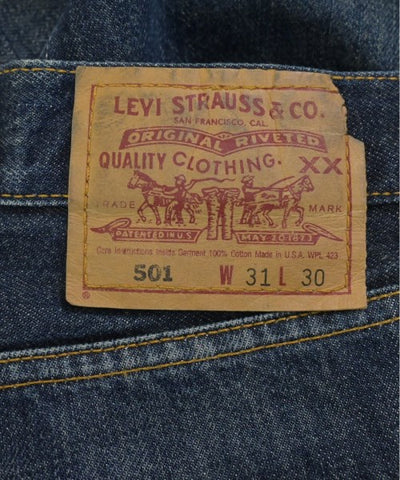 LEVI STRAUSS & CO.
SAN FRANCISCO, CAL.
ORIGINAL RIVETED
QUALITY CLOTHING. XX
TRADE MARK
PATENTED IN U.S. MAY 20 1873
Care Instructions Inside Garment 100% Cotton Made in U.S.A. WPL 423
501 W 31 L 30
®